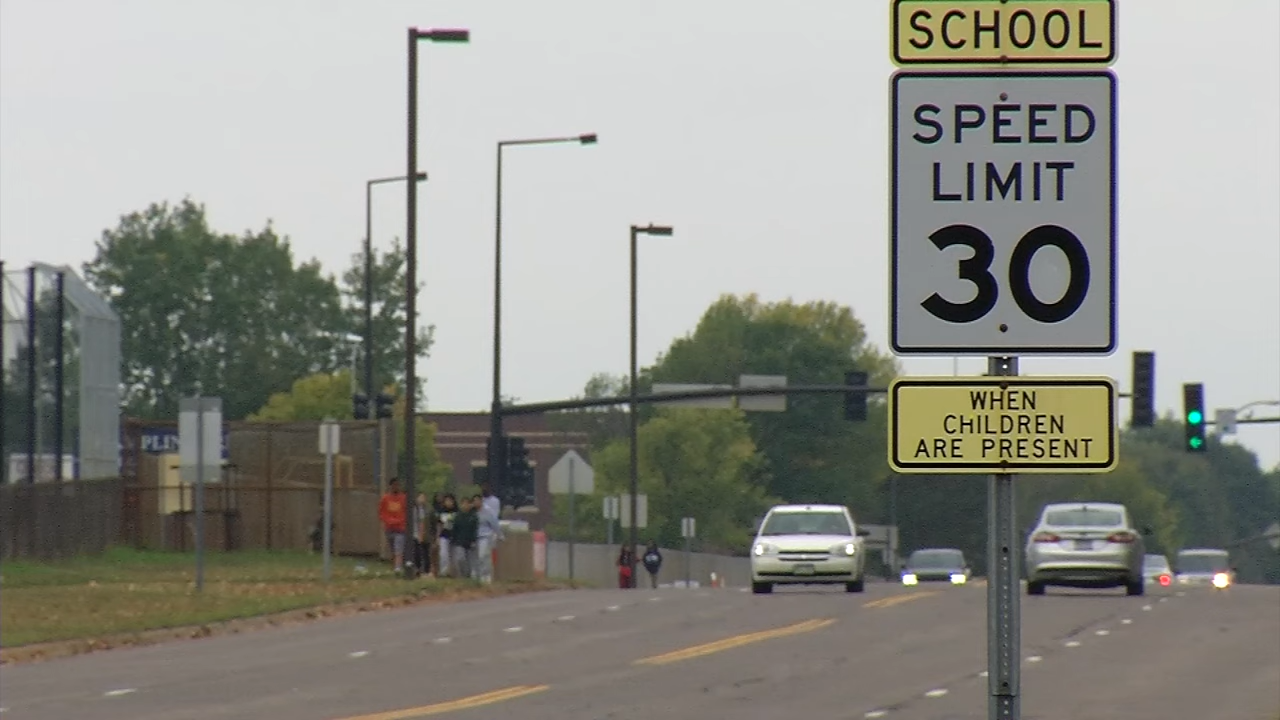 SCHOOL
SPEED
LIMIT
30
WHEN
CHILDREN
ARE PRESENT